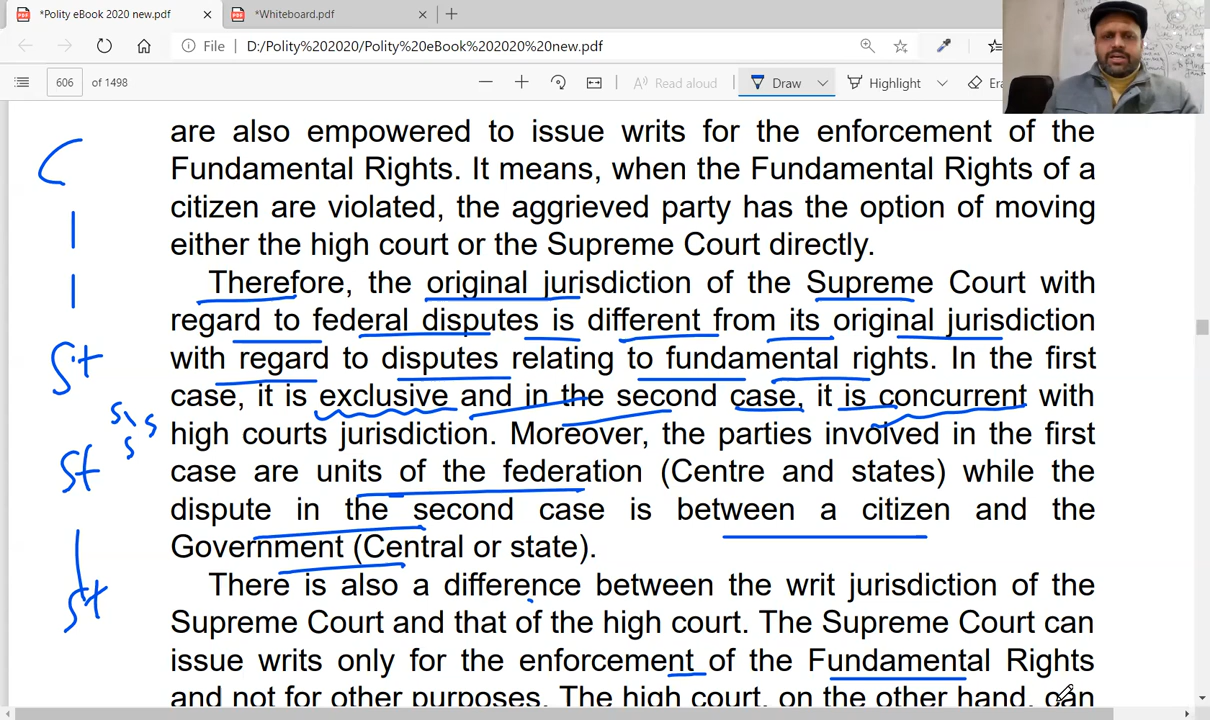 *Polity eBook 2020 new.pdf
*Whiteboard.pdf
File D:/Polity%202020/Polity%20eBook%202020%20new.pdf
606 of 1498
Read aloud Draw Highlight
are also empowered to issue writs for the enforcement of the
Fundamental Rights. It means, when the Fundamental Rights of a
citizen are violated, the aggrieved party has the option of moving
either the high court or the Supreme Court directly.
Therefore, the original jurisdiction of the Supreme Court with
regard to federal disputes is different from its original jurisdiction
with regard to disputes relating to fundamental rights. In the first
case, it is exclusive and in the second case, it is concurrent with
high courts jurisdiction. Moreover, the parties involved in the first
case are units of the federation (Centre and states) while the
dispute in the second case is between a citizen and the
Government (Central or state).
There is also a difference between the writ jurisdiction of the
Supreme Court and that of the high court. The Supreme Court can
issue writs only for the enforcement of the Fundamental Rights
and not for other purposes. The high court, on the other hand, can
C
St
S S
S
St
St